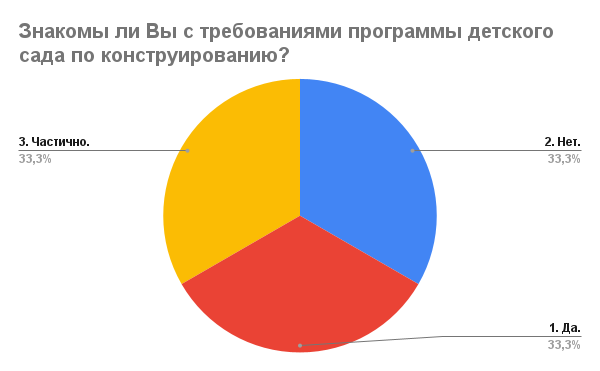 Знакомы ли Вы с требованиями программы детского
сада по конструированию?
3. Частично.
33,3%
2. Нет.
33,3%
1. Да.
33,3%